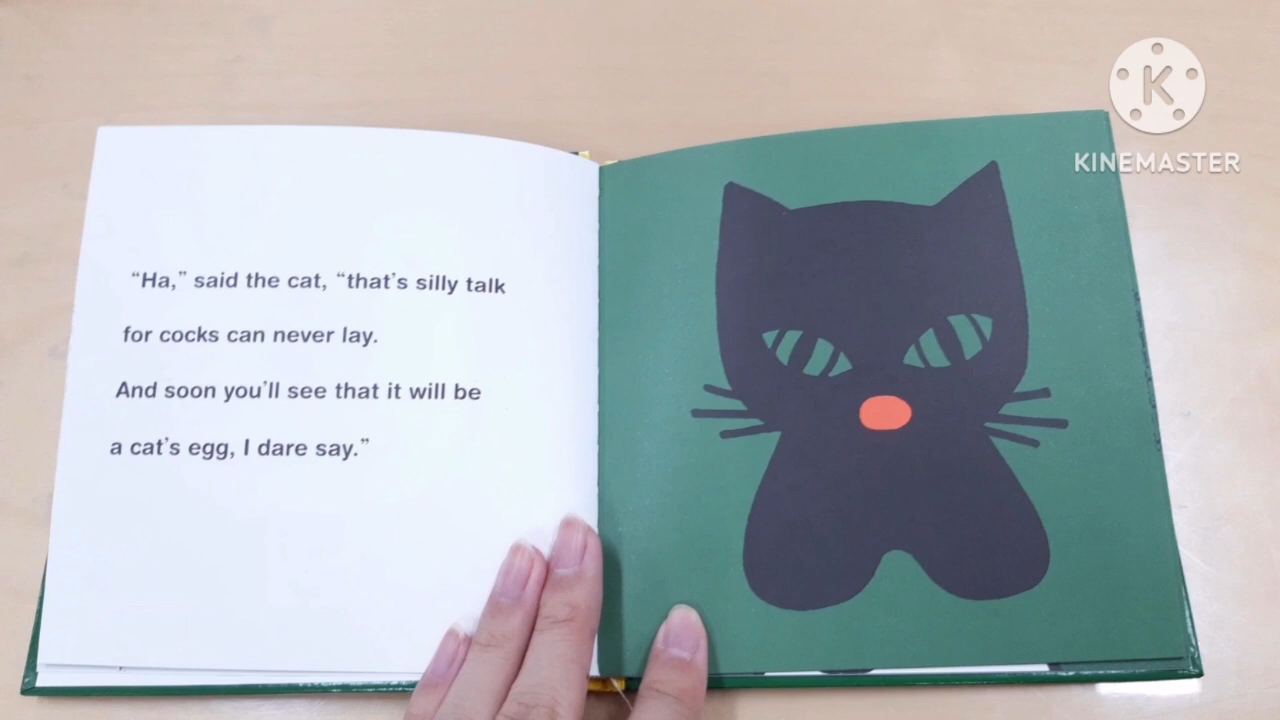 “Ha,” said the cat, “that’s silly talk
for cocks can never lay.
And soon you’ll see that it will be
a cat’s egg, I dare say.”
K
KINEMASTER